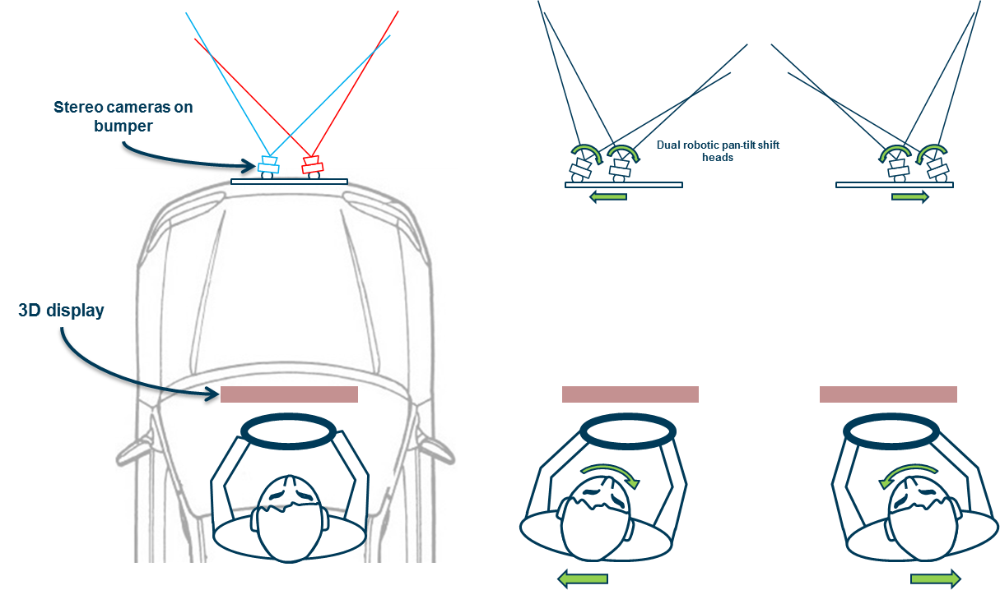 Stereo cameras on
bumper
Dual robotic pan-tilt shift
heads
3D display